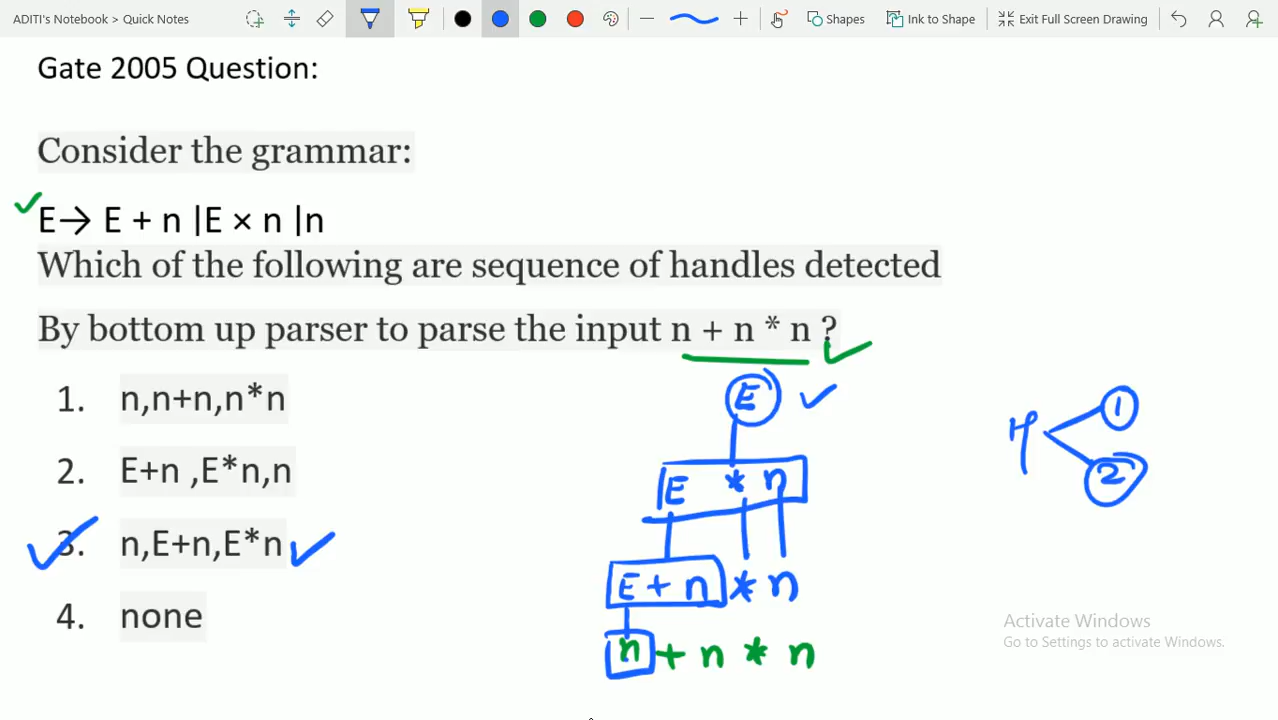 ADITI's Notebook > Quick Notes
Shapes
Ink to Shape
Exit Full Screen Drawing
Gate 2005 Question:
Consider the grammar:
E→ E + n |E × n |n
Which of the following are sequence of handles detected
By bottom up parser to parse the input n + n * n ?
1. n,n+n,n*n
2. E+n ,E*n,n
3. n,E+n,E*n
4. none
E
E * n
E + n * n
n + n * n
1
2
Activate Windows
Go to Settings to activate Windows.